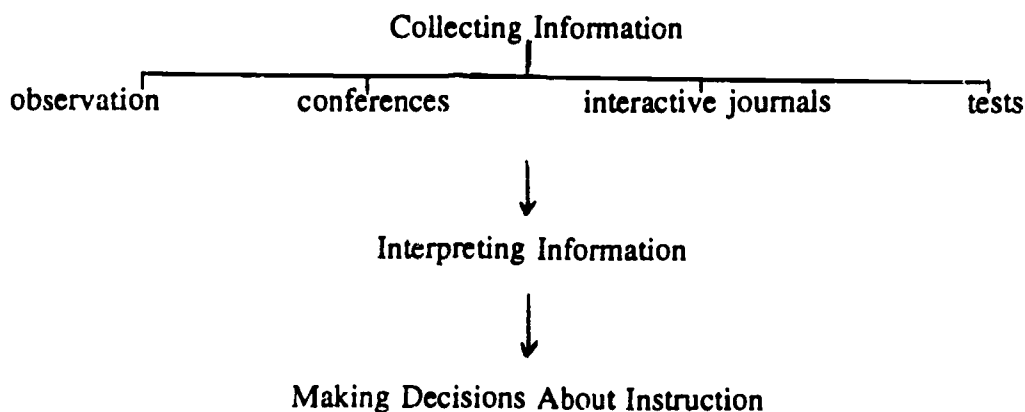 Collecting Information
observation conferences interactive journals tests
Interpreting Information
Making Decisions About Instruction